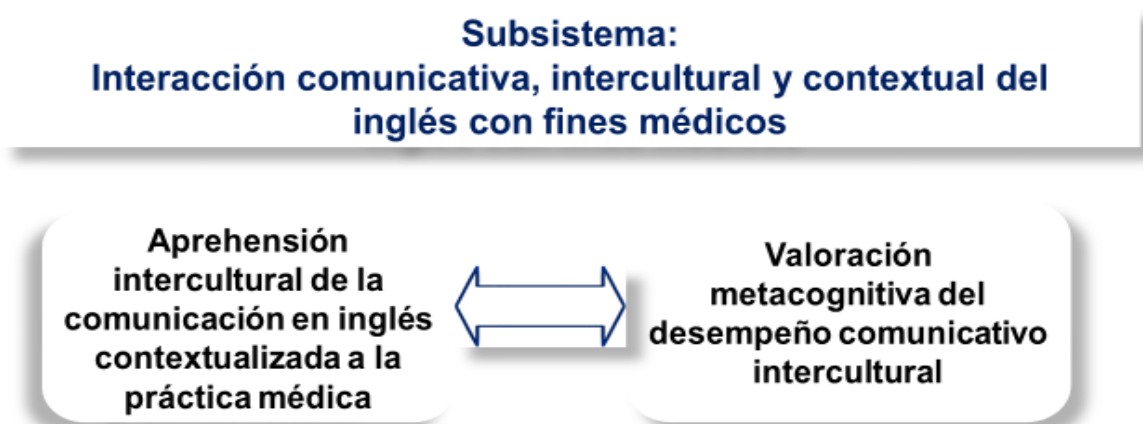 Subsistema:
Interacción comunicativa, intercultural y contextual del
inglés con fines médicos
Aprehensión
intercultural de la
comunicación en inglés
contextualizada a la
práctica médica
Valoración
metacognitiva del
desempeño comunicativo
intercultural